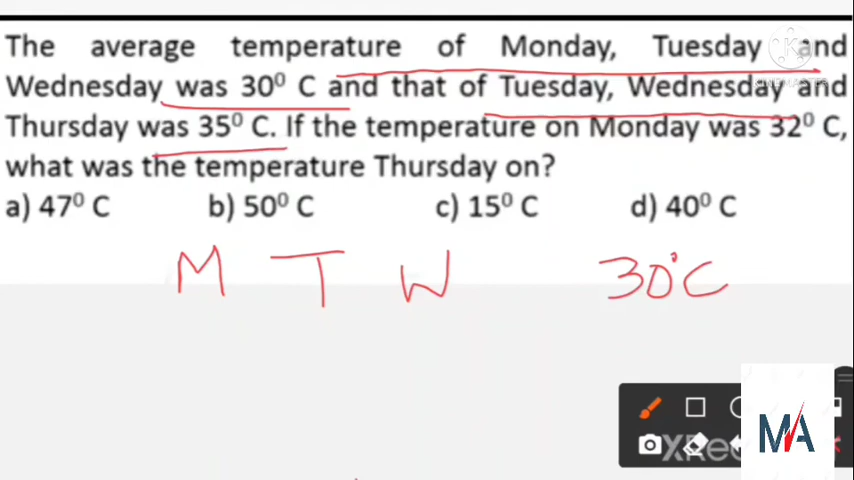 The average temperature of Monday, Tuesday and
Wednesday was 30⁰ C and that of Tuesday, Wednesday and
Thursday was 35⁰ C. If the temperature on Monday was 32⁰ C,
what was the temperature Thursday on?
a) 47⁰ C b) 50⁰ C c) 15⁰ C d) 40⁰ C
M T W 30°C
MA